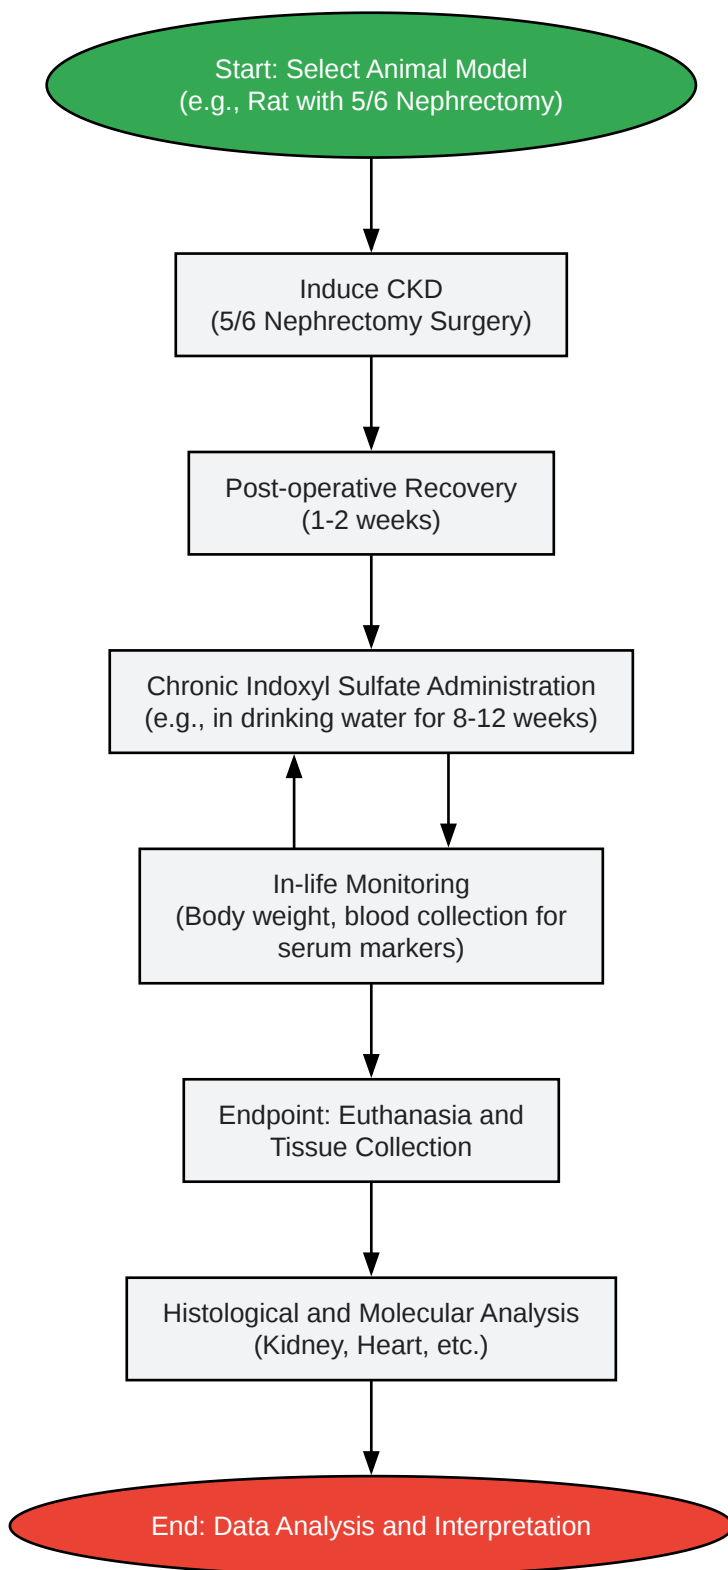 Start: Select Animal Model
(e.g., Rat with 5/6 Nephrectomy)
Induce CKD
(5/6 Nephrectomy Surgery)
Post-operative Recovery
(1-2 weeks)
Chronic Indoxyl Sulfate Administration
(e.g., in drinking water for 8-12 weeks)
In-life Monitoring
(Body weight, blood collection for
serum markers)
Endpoint: Euthanasia and
Tissue Collection
Histological and Molecular Analysis
(Kidney, Heart, etc.)
End: Data Analysis and Interpretation